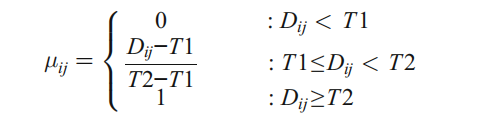 0 : Dij < T1
μij = { Dij−T1 / T2−T1 : T1≤Dij < T2
1 : Dij≥T2